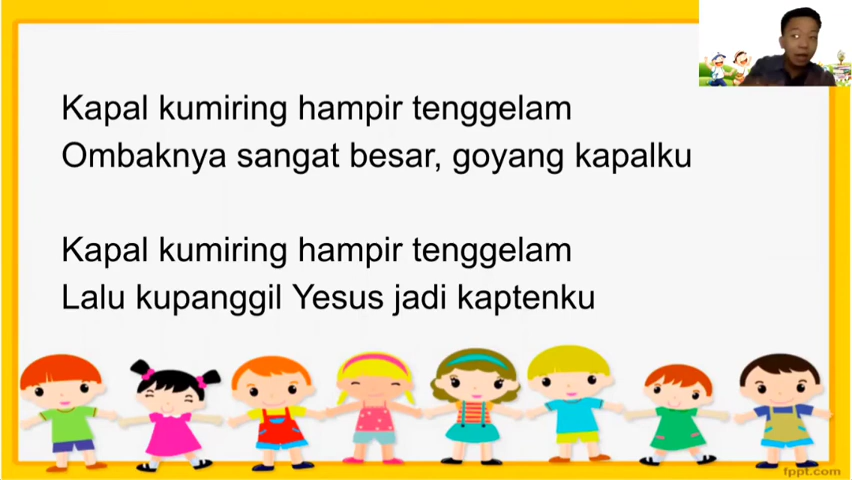 Kapal kumiring hampir tenggelam
Ombaknya sangat besar, goyang kapalku
Kapal kumiring hampir tenggelam
Lalu kupanggil Yesus jadi kaptenku
fppt.com